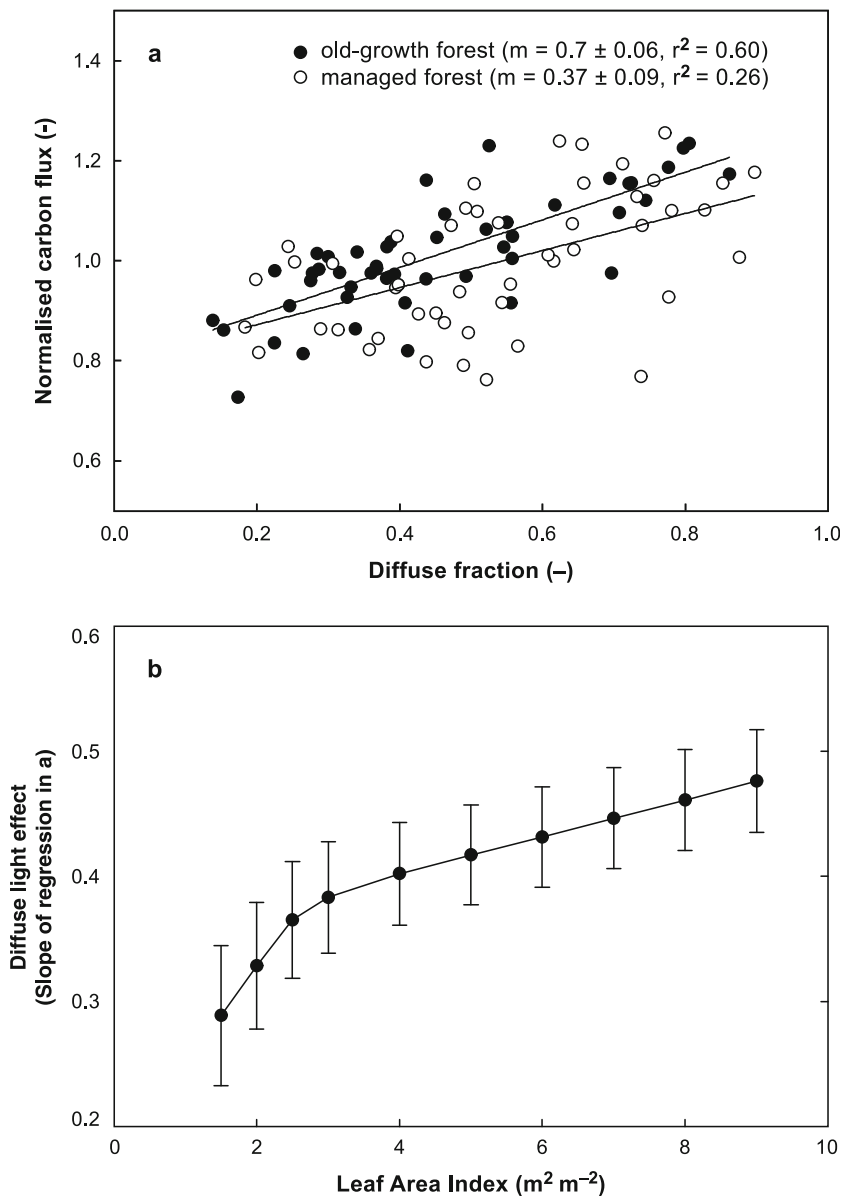 a
old-growth forest (m = 0.7 ± 0.06, r² = 0.60)
managed forest (m = 0.37 ± 0.09, r² = 0.26)
1.4
1.2
1.0
0.8
0.6
Normalised carbon flux (-)
0.0 0.2 0.4 0.6 0.8 1.0
Diffuse fraction (–)
b
0.6
0.5
0.4
0.3
0.2
Diffuse light effect
(Slope of regression in a)
0 2 4 6 8 10
Leaf Area Index (m² m⁻²)